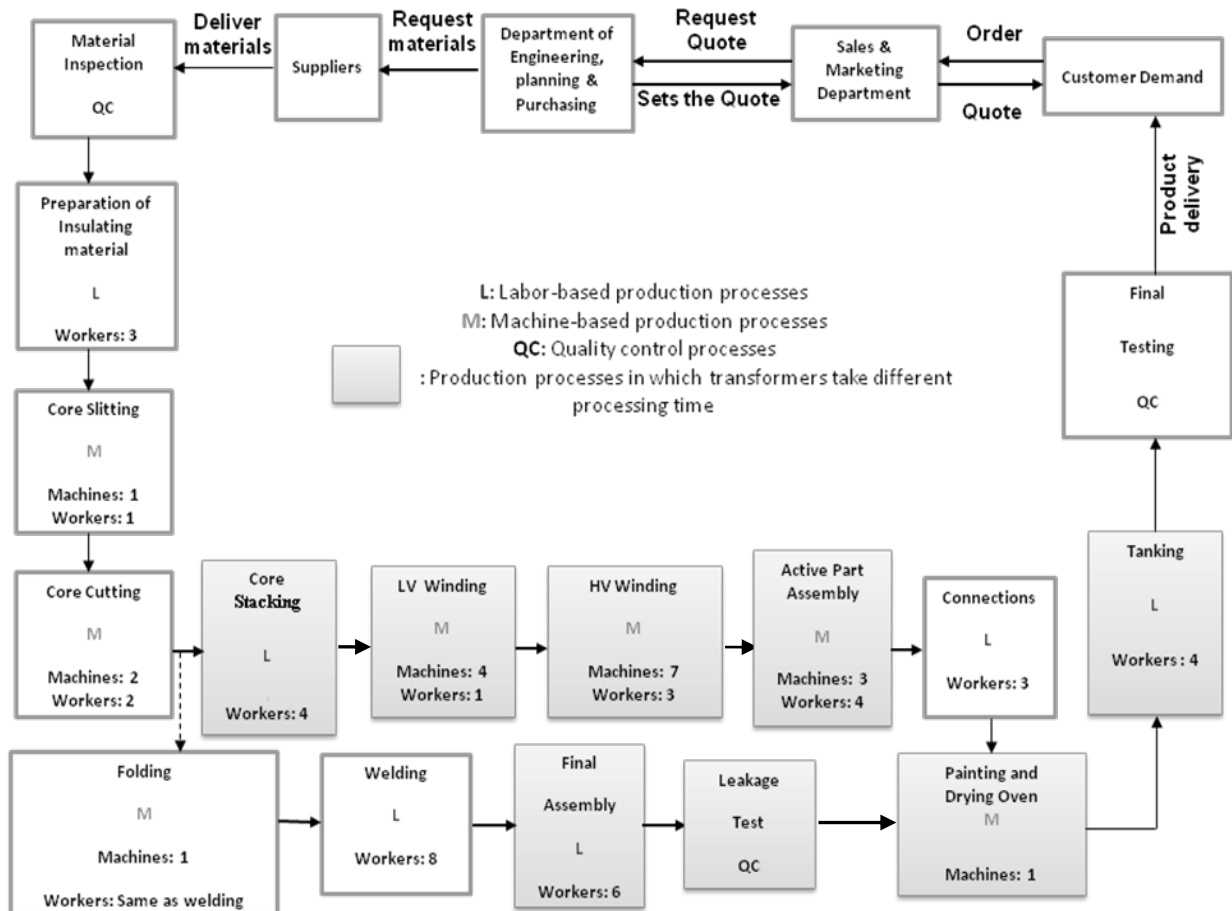 Material
Inspection
QC
Deliver
materials
Suppliers
Request
materials
Department of
Engineering,
planning &
Purchasing
Request
Quote
Sets the Quote
Sales &
Marketing
Department
Order
Quote
Customer Demand
Product
delivery
Preparation of
Insulating
material
L
Workers: 3
L: Labor-based production processes
M: Machine-based production processes
QC: Quality control processes
: Production processes in which transformers take different
processing time
Final
Testing
QC
Core Slitting
M
Machines: 1
Workers: 1
Core Cutting
M
Machines: 2
Workers: 2
Core
Stacking
L
Workers: 4
LV Winding
M
Machines: 4
Workers: 1
HV Winding
M
Machines: 7
Workers: 3
Active Part
Assembly
M
Machines: 3
Workers: 4
Connections
L
Workers: 3
Tanking
L
Workers : 4
Folding
M
Machines: 1
Workers: Same as welding
Welding
L
Workers: 8
Final
Assembly
L
Workers: 6
Leakage
Test
QC
Painting and
Drying Oven
M
Machines: 1